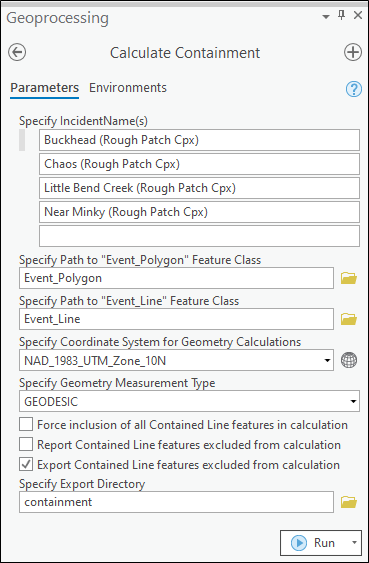 Geoprocessing
Calculate Containment
Parameters Environments
Specify IncidentName(s)
Buckhead (Rough Patch Cpx)
Chaos (Rough Patch Cpx)
Little Bend Creek (Rough Patch Cpx)
Near Minky (Rough Patch Cpx)
Specify Path to "Event_Polygon" Feature Class
Event_Polygon
Specify Path to "Event_Line" Feature Class
Event_Line
Specify Coordinate System for Geometry Calculations
NAD_1983_UTM_Zone_10N
Specify Geometry Measurement Type
GEODESIC
Force inclusion of all Contained Line features in calculation
Report Contained Line features excluded from calculation
Export Contained Line features excluded from calculation
Specify Export Directory
containment
Run